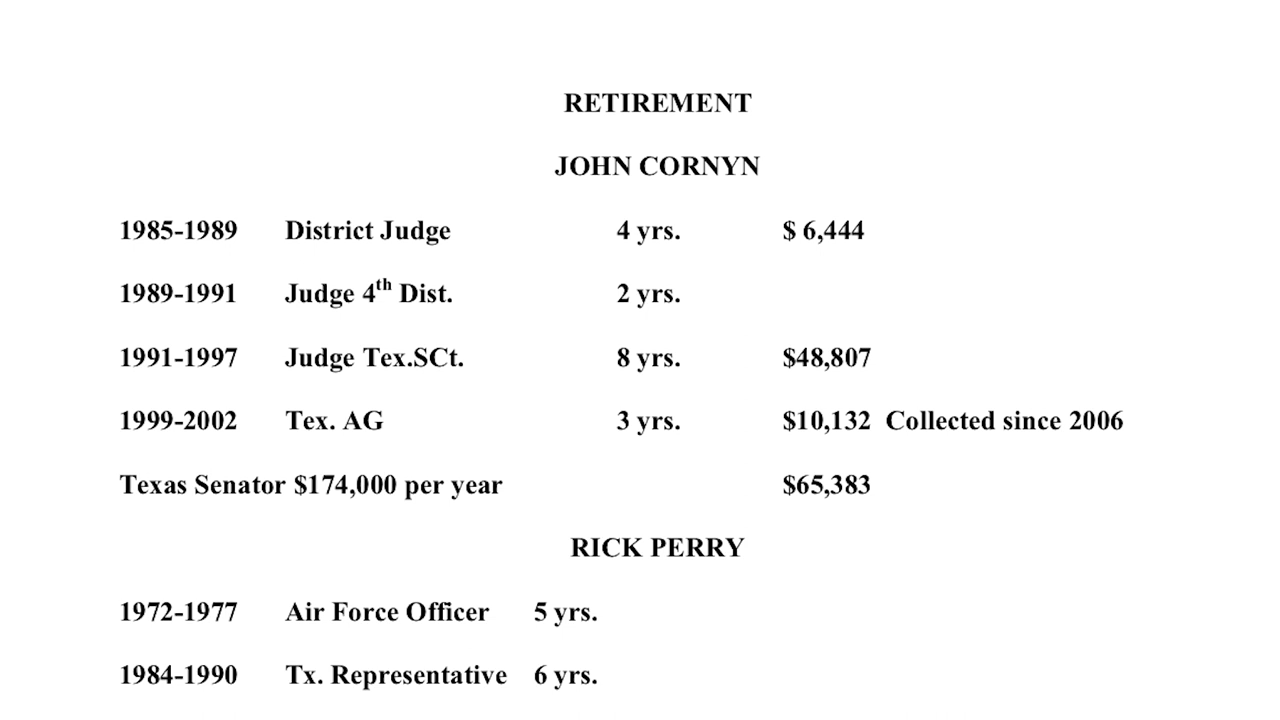 RETIREMENT
JOHN CORNYN
1985-1989 District Judge 4 yrs. $ 6,444
1989-1991 Judge 4th Dist. 2 yrs.
1991-1997 Judge Tex.SCt. 8 yrs. $48,807
1999-2002 Tex. AG 3 yrs. $10,132 Collected since 2006
Texas Senator $174,000 per year $65,383
RICK PERRY
1972-1977 Air Force Officer 5 yrs.
1984-1990 Tx. Representative 6 yrs.